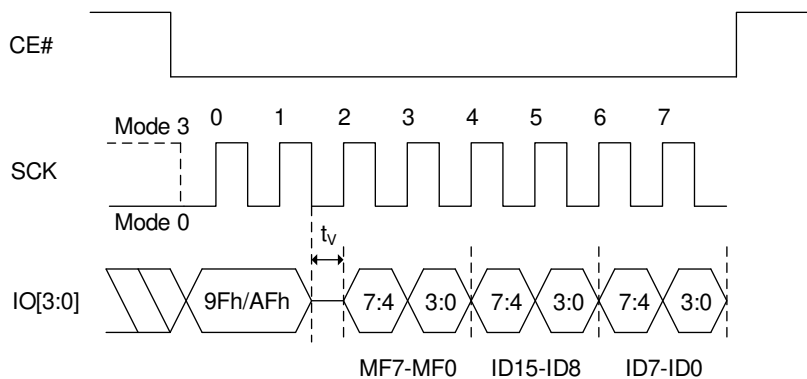 CE#
0 1 2 3 4 5 6 7
Mode 3
SCK
Mode 0
tV
IO[3:0] 9Fh/AFh 7:4 3:0 7:4 3:0 7:4 3:0
MF7-MF0 ID15-ID8 ID7-ID0